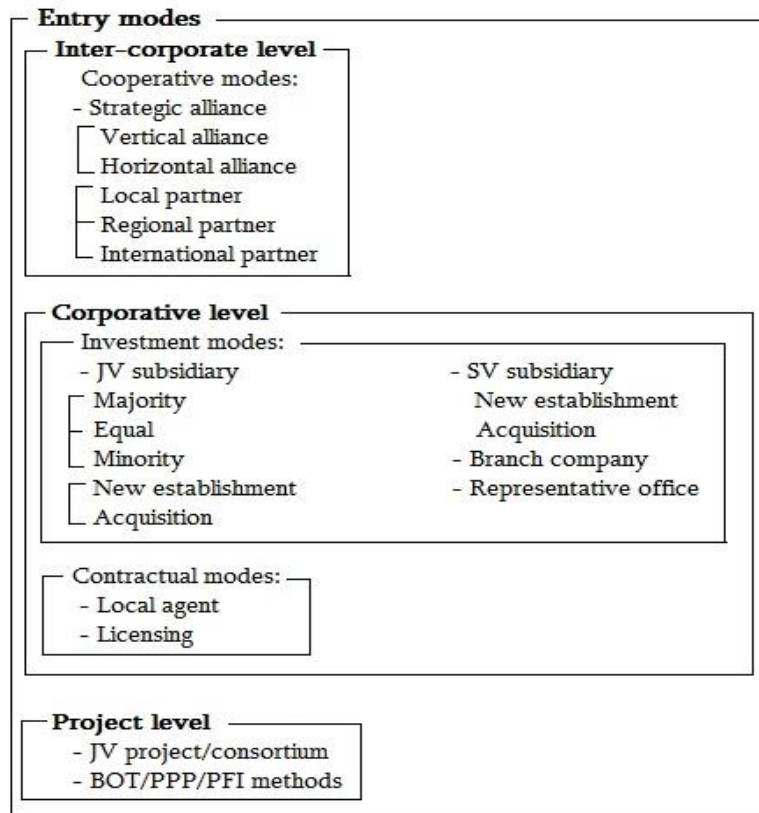 Entry modes
Inter-corporate level
Cooperative modes:
- Strategic alliance
Vertical alliance
Horizontal alliance
Local partner
Regional partner
International partner
Corporative level
Investment modes:
- JV subsidiary
Majority
Equal
Minority
New establishment
Acquisition
- SV subsidiary
New establishment
Acquisition
- Branch company
- Representative office
Contractual modes:
- Local agent
- Licensing
Project level
- JV project/consortium
- BOT/PPP/PFI methods